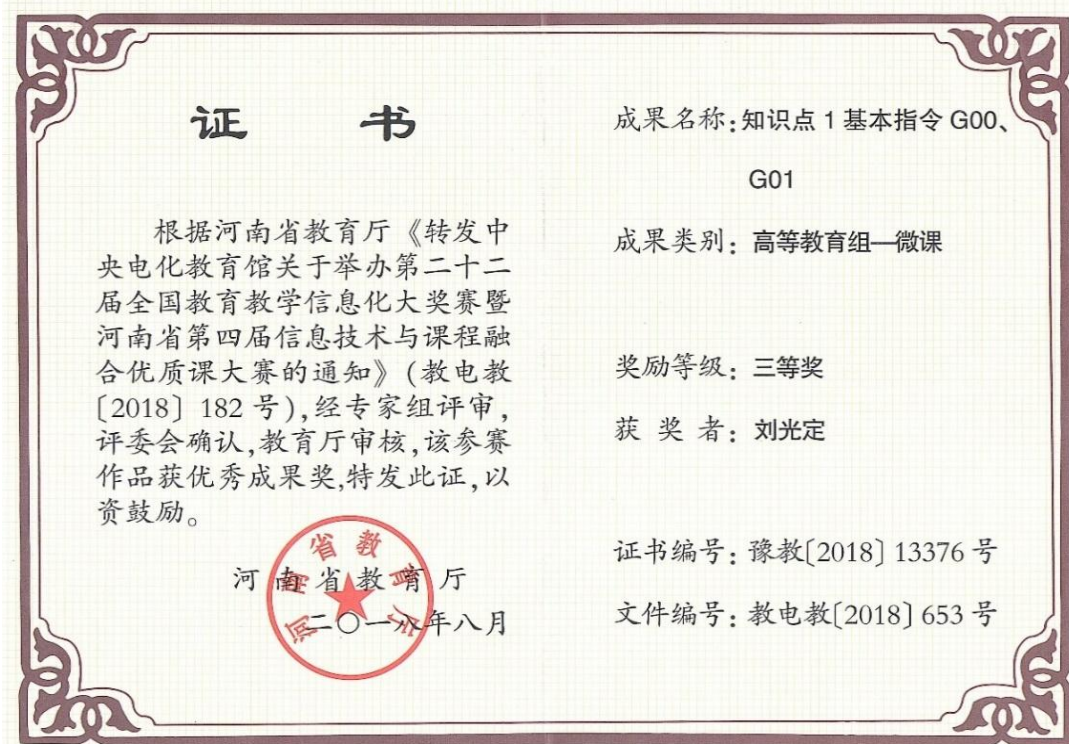 证 书
根据河南省教育厅《转发中
央电化教育馆关于举办第二十二
届全国教育教学信息化大奖赛暨
河南省第四届信息技术与课程融
合优质课大赛的通知》(教电教
〔2018〕182号),经专家组评审,
评委会确认,教育厅审核,该参赛
作品获优秀成果奖,特发此证,以
资鼓励。
河南省教育厅
二〇一八年八月
河南省教育厅
成果名称:知识点1基本指令G00、
G01
成果类别:高等教育组—微课
奖励等级:三等奖
获奖者:刘光定
证书编号:豫教〔2018〕13376号
文件编号:教电教〔2018〕653号